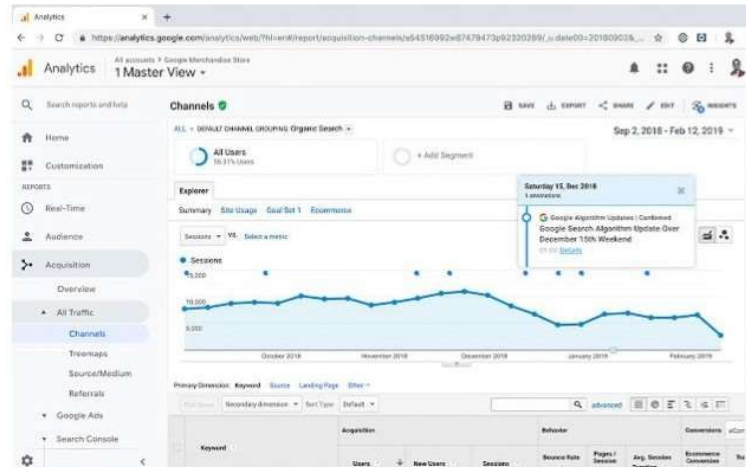 Analytics
analytics.google.com/analytics/web/
Analytics
All accounts > Google Merchandise Store
1 Master View
Search reports and help
Channels
SAVE
EXPORT
SHARE
EDIT
INSIGHTS
Home
Customization
REPORTS
Real-Time
Audience
Acquisition
Overview
All Traffic
Channels
Treemaps
Source/Medium
Referrals
Google Ads
Search Console
ALL » DEFAULT CHANNEL GROUPING: Organic Search
Sep 2, 2018 - Feb 12, 2019
All Users
+ Add Segment
Explorer
Summary Site Usage Goal Set 1 Ecommerce
Saturday 15, Dec 2018
1 annotations
Google Algorithm Updates | Confirmed
Google Search Algorithm Update Over
December 15th Weekend
Details
Sessions VS. Select a metric
Sessions
15,000
10,000
5,000
October 2018
November 2018
December 2018
January 2019
February 2019
Primary Dimension: Keyword Source Landing Page Other
Secondary dimension Sort Type: Default
advanced
Acquisition
Behavior
Conversions
Keyword
Users
New Users
Sessions
Bounce Rate
Pages / Session
Avg. Session
Ecommerce Conversion